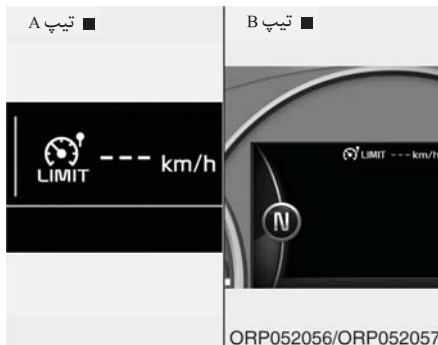 ■ تیپ A
■ تیپ B
LIMIT --- km/h
LIMIT --- km/h
N
ORP052056/ORP052057